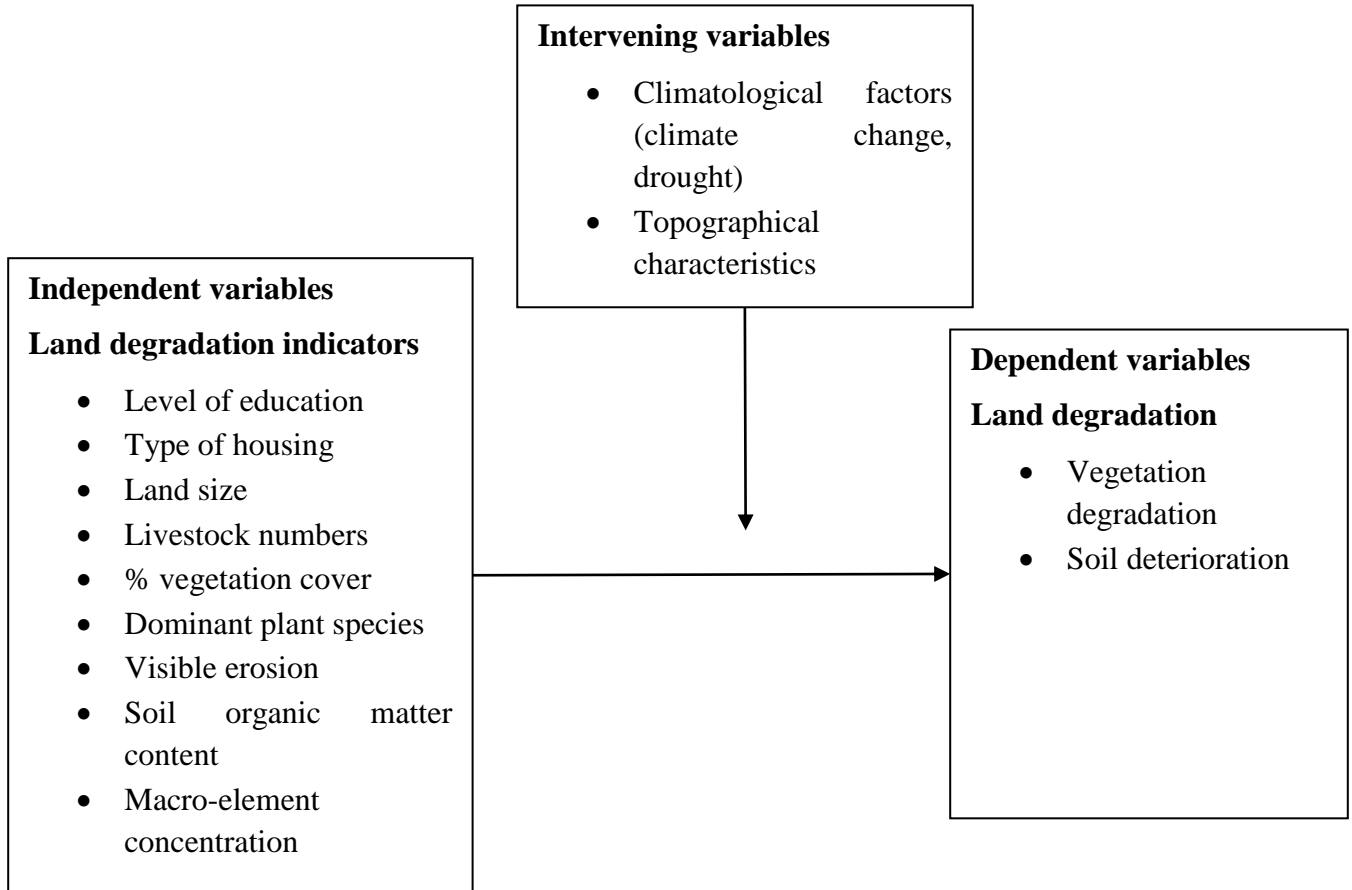 Intervening variables
• Climatological factors
(climate change,
drought)
• Topographical
characteristics
Independent variables
Land degradation indicators
• Level of education
• Type of housing
• Land size
• Livestock numbers
• % vegetation cover
• Dominant plant species
• Visible erosion
• Soil organic matter
content
• Macro-element
concentration
Dependent variables
Land degradation
• Vegetation
degradation
• Soil deterioration